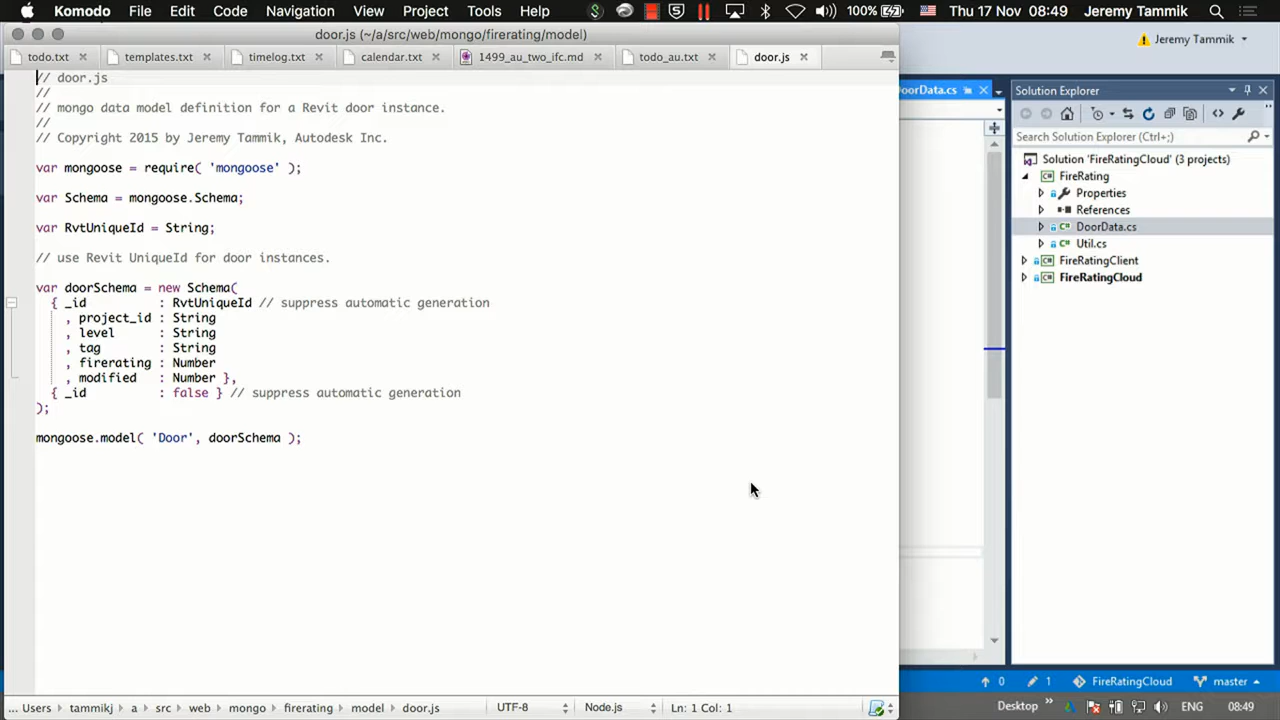 Komodo File Edit Code Navigation View Project Tools Help 100% Thu 17 Nov 08:49 Jeremy Tammik
door.js (~/a/src/web/mongo/firerating/model)
todo.txt templates.txt timelog.txt calendar.txt 1499_au_two_ifc.md todo_au.txt door.js
// door.js
//
// mongo data model definition for a Revit door instance.
//
// Copyright 2015 by Jeremy Tammik, Autodesk Inc.
var mongoose = require( 'mongoose' );
var Schema = mongoose.Schema;
var RvtUniqueId = String;
// use Revit UniqueId for door instances.
var doorSchema = new Schema(
{ _id : RvtUniqueId // suppress automatic generation
, project_id : String
, level : String
, tag : String
, firerating : Number
, modified : Number },
{ _id : false } // suppress automatic generation
);
mongoose.model( 'Door', doorSchema );
... Users tammikj a src web mongo firerating model door.js UTF-8 Node.js Ln: 1 Col: 1
Jeremy Tammik
DoorData.cs
Solution Explorer
Search Solution Explorer (Ctrl+;)
Solution 'FireRatingCloud' (3 projects)
FireRating
Properties
References
DoorData.cs
Util.cs
FireRatingClient
FireRatingCloud
0 1 FireRatingCloud master
Desktop ENG 08:49